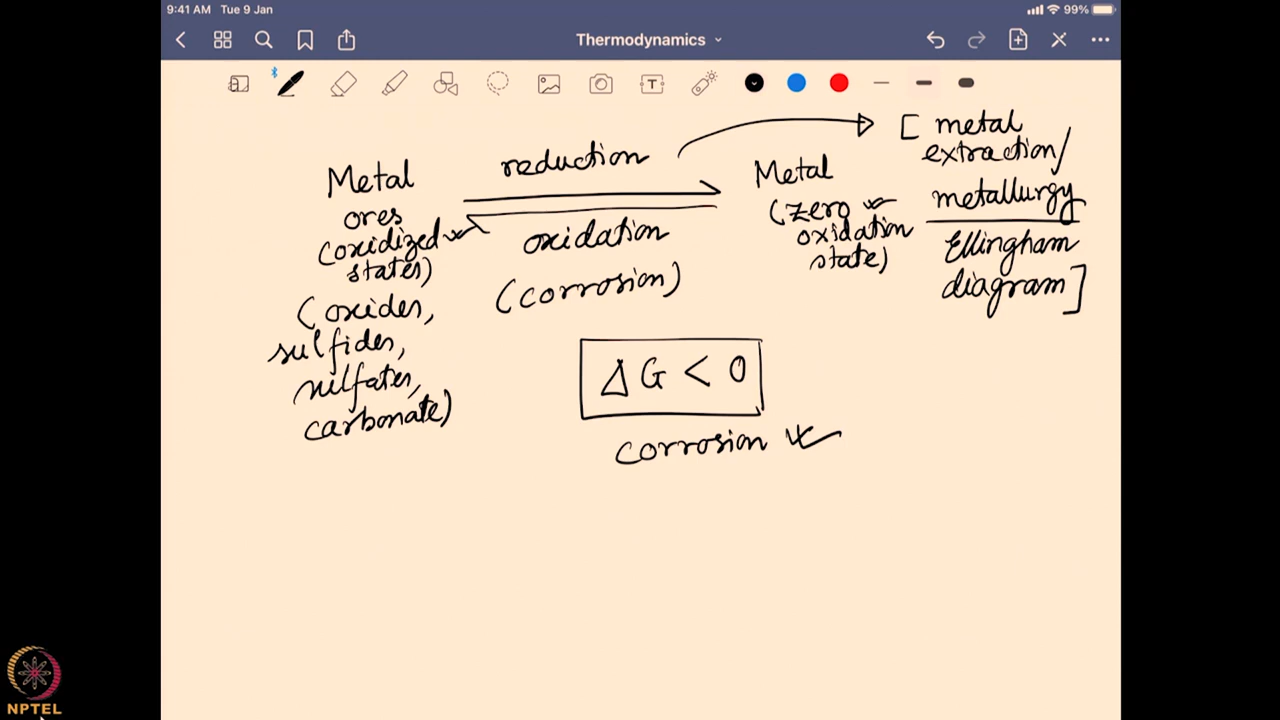 9:41 AM Tue 9 Jan
99%
Thermodynamics
T
Metal
ores
(oxidized
states)
(oxides,
sulfides,
sulfates,
carbonate)
reduction
oxidation
(corrosion)
Metal
(zero
oxidation
state)
[ metal
extraction/
metallurgy
Ellingham
diagram]
ΔG < 0
corrosion
NPTEL